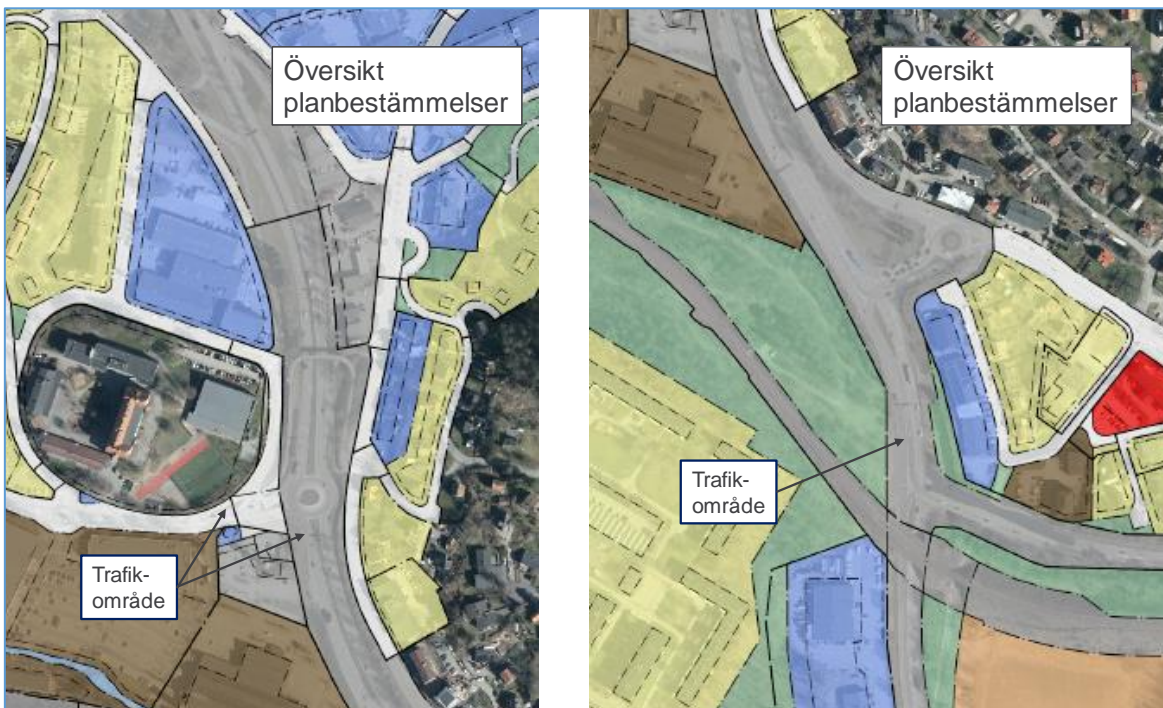 Översikt
planbestämmelser
Trafik-
område
Översikt
planbestämmelser
Trafik-
område